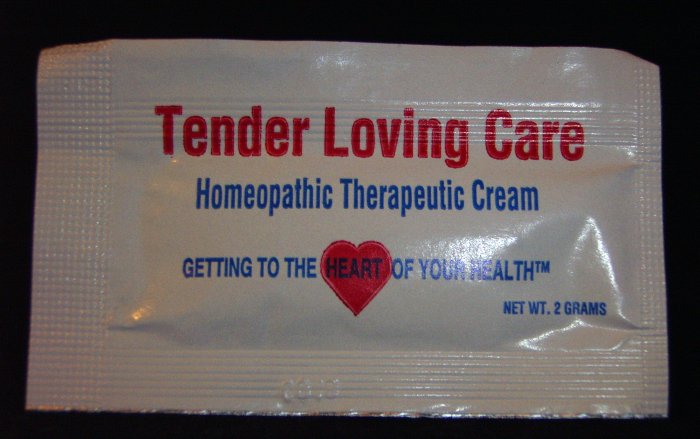 Tender Loving Care
Homeopathic Therapeutic Cream
GETTING TO THE HEART OF YOUR HEALTH™
NET WT. 2 GRAMS